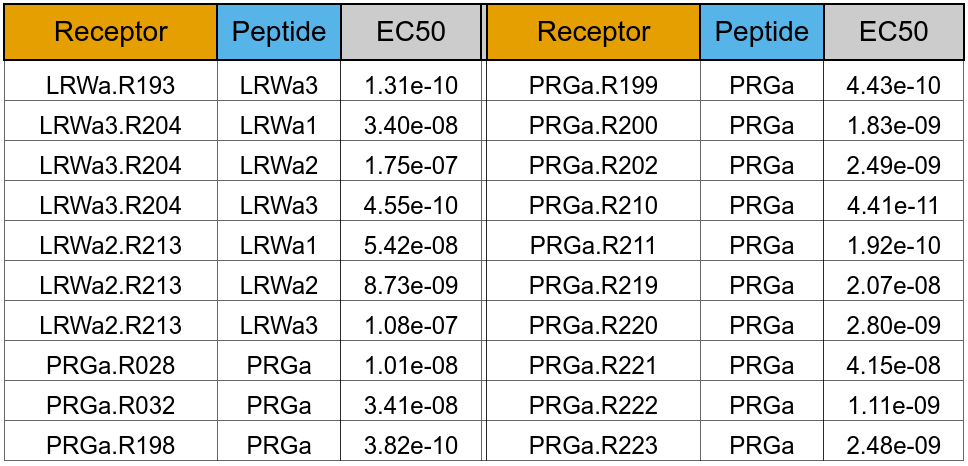 Receptor Peptide EC50 Receptor Peptide EC50
LRWa.R193 LRWa3 1.31e-10 PRGa.R199 PRGa 4.43e-10
LRWa3.R204 LRWa1 3.40e-08 PRGa.R200 PRGa 1.83e-09
LRWa3.R204 LRWa2 1.75e-07 PRGa.R202 PRGa 2.49e-09
LRWa3.R204 LRWa3 4.55e-10 PRGa.R210 PRGa 4.41e-11
LRWa2.R213 LRWa1 5.42e-08 PRGa.R211 PRGa 1.92e-10
LRWa2.R213 LRWa2 8.73e-09 PRGa.R219 PRGa 2.07e-08
LRWa2.R213 LRWa3 1.08e-07 PRGa.R220 PRGa 2.80e-09
PRGa.R028 PRGa 1.01e-08 PRGa.R221 PRGa 4.15e-08
PRGa.R032 PRGa 3.41e-08 PRGa.R222 PRGa 1.11e-09
PRGa.R198 PRGa 3.82e-10 PRGa.R223 PRGa 2.48e-09